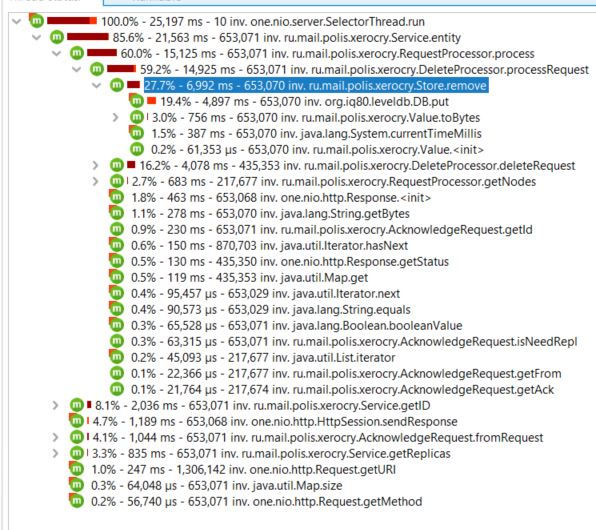 100.0% - 25,197 ms - 10 inv. one.nio.server.SelectorThread.run
85.6% - 21,563 ms - 653,071 inv. ru.mail.polis.xerocry.Service.entity
60.0% - 15,125 ms - 653,071 inv. ru.mail.polis.xerocry.RequestProcessor.process
59.2% - 14,925 ms - 653,071 inv. ru.mail.polis.xerocry.DeleteProcessor.processRequest
27.7% - 6,992 ms - 653,070 inv. ru.mail.polis.xerocry.Store.remove
19.4% - 4,897 ms - 653,070 inv. org.iq80.leveldb.DB.put
3.0% - 756 ms - 653,070 inv. ru.mail.polis.xerocry.Value.toBytes
1.5% - 387 ms - 653,070 inv. java.lang.System.currentTimeMillis
0.2% - 61,353 µs - 653,070 inv. ru.mail.polis.xerocry.Value.<init>
16.2% - 4,078 ms - 435,353 inv. ru.mail.polis.xerocry.DeleteProcessor.deleteRequest
2.7% - 683 ms - 217,677 inv. ru.mail.polis.xerocry.RequestProcessor.getNodes
1.8% - 463 ms - 653,068 inv. one.nio.http.Response.<init>
1.1% - 278 ms - 653,070 inv. java.lang.String.getBytes
0.9% - 230 ms - 653,071 inv. ru.mail.polis.xerocry.AcknowledgeRequest.getId
0.6% - 150 ms - 870,703 inv. java.util.Iterator.hasNext
0.5% - 130 ms - 435,350 inv. one.nio.http.Response.getStatus
0.5% - 119 ms - 435,353 inv. java.util.Map.get
0.4% - 95,457 µs - 653,029 inv. java.util.Iterator.next
0.4% - 90,573 µs - 653,029 inv. java.lang.String.equals
0.3% - 65,528 µs - 653,071 inv. java.lang.Boolean.booleanValue
0.3% - 63,315 µs - 653,071 inv. ru.mail.polis.xerocry.AcknowledgeRequest.isNeedRepl
0.2% - 45,093 µs - 217,677 inv. java.util.List.iterator
0.1% - 22,366 µs - 217,677 inv. ru.mail.polis.xerocry.AcknowledgeRequest.getFrom
0.1% - 21,764 µs - 217,674 inv. ru.mail.polis.xerocry.AcknowledgeRequest.getAck
8.1% - 2,036 ms - 653,071 inv. ru.mail.polis.xerocry.Service.getID
4.7% - 1,189 ms - 653,068 inv. one.nio.http.HttpSession.sendResponse
4.1% - 1,044 ms - 653,071 inv. ru.mail.polis.xerocry.AcknowledgeRequest.fromRequest
3.3% - 835 ms - 653,071 inv. ru.mail.polis.xerocry.Service.getReplicas
1.0% - 247 ms - 1,306,142 inv. one.nio.http.Request.getURI
0.3% - 64,048 µs - 653,071 inv. java.util.Map.size
0.2% - 56,740 µs - 653,071 inv. one.nio.http.Request.getMethod